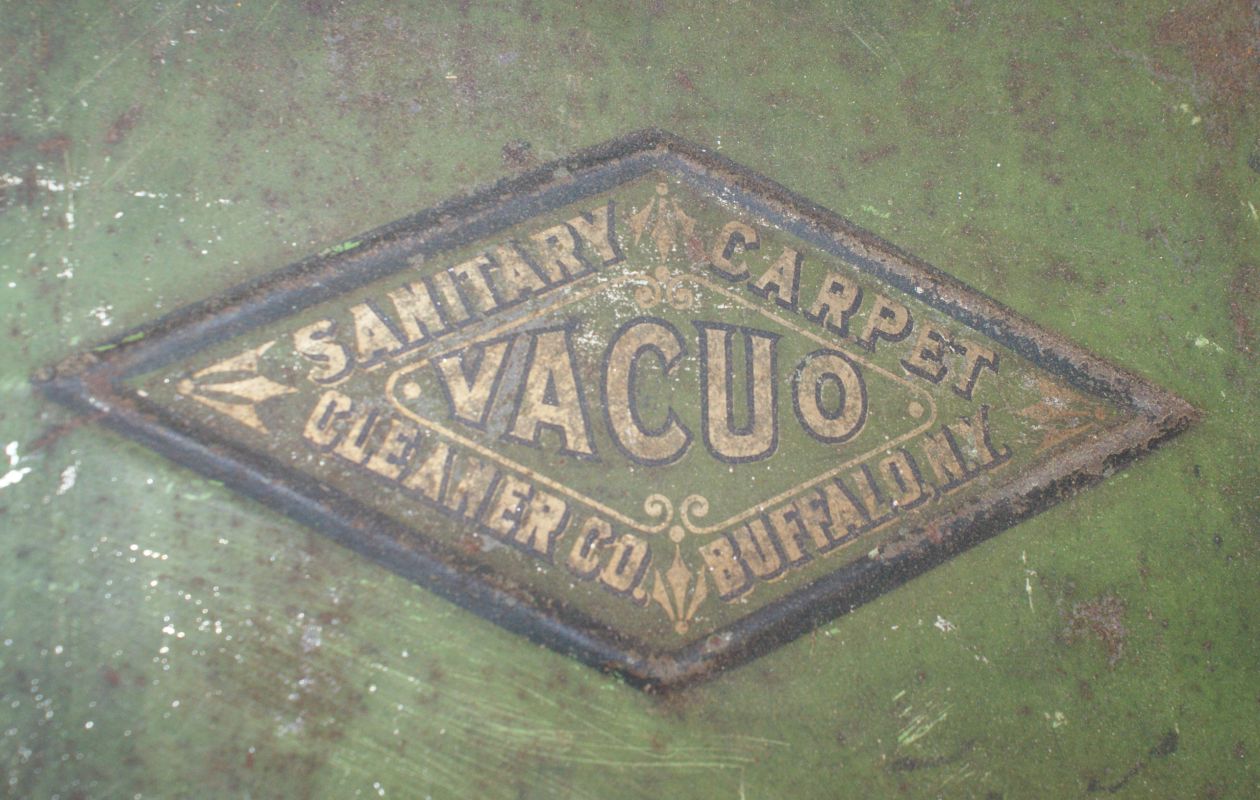 SANITARY CARPET
VACUO
CLEANER CO. BUFFALO, N.Y.